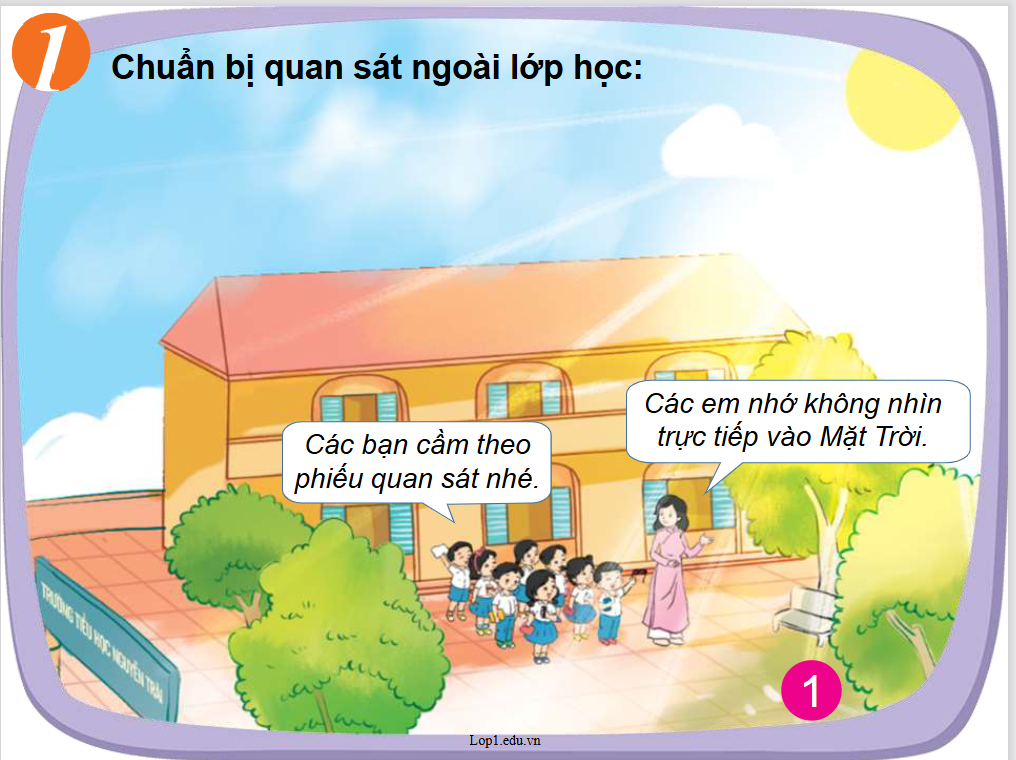 1
Chuẩn bị quan sát ngoài lớp học:
Các em nhớ không nhìn
trực tiếp vào Mặt Trời.
Các bạn cầm theo
phiếu quan sát nhé.
TRƯỜNG TIỂU HỌC NGUYỄN TRÃI
1
Lop1.edu.vn